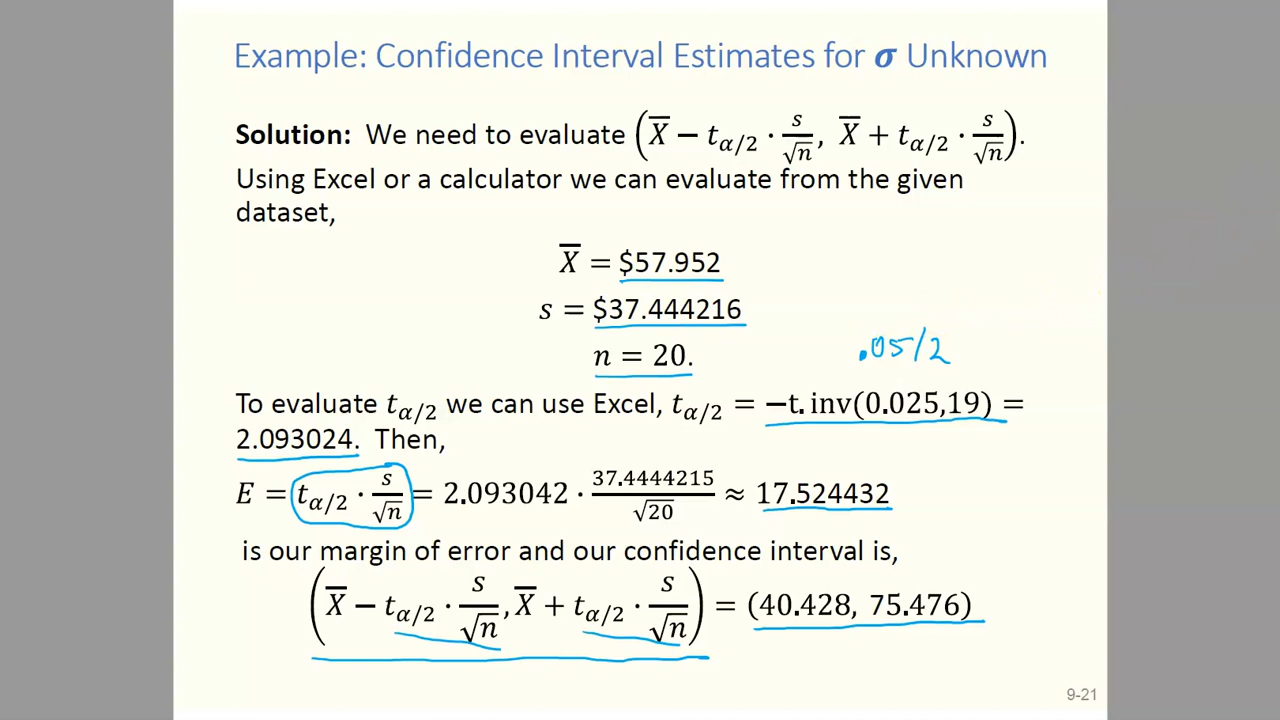 Example: Confidence Interval Estimates for σ Unknown
Solution: We need to evaluate (X̅ − t_{α/2} · s/√n, X̅ + t_{α/2} · s/√n).
Using Excel or a calculator we can evaluate from the given
dataset,
X̅ = $57.952
s = $37.444216
n = 20.
.05/2
To evaluate t_{α/2} we can use Excel, t_{α/2} = −t. inv(0.025,19) =
2.093024. Then,
E = t_{α/2} · s/√n = 2.093042 · 37.4444215/√20 ≈ 17.524432
is our margin of error and our confidence interval is,
(X̅ − t_{α/2} · s/√n, X̅ + t_{α/2} · s/√n) = (40.428, 75.476)
9-21